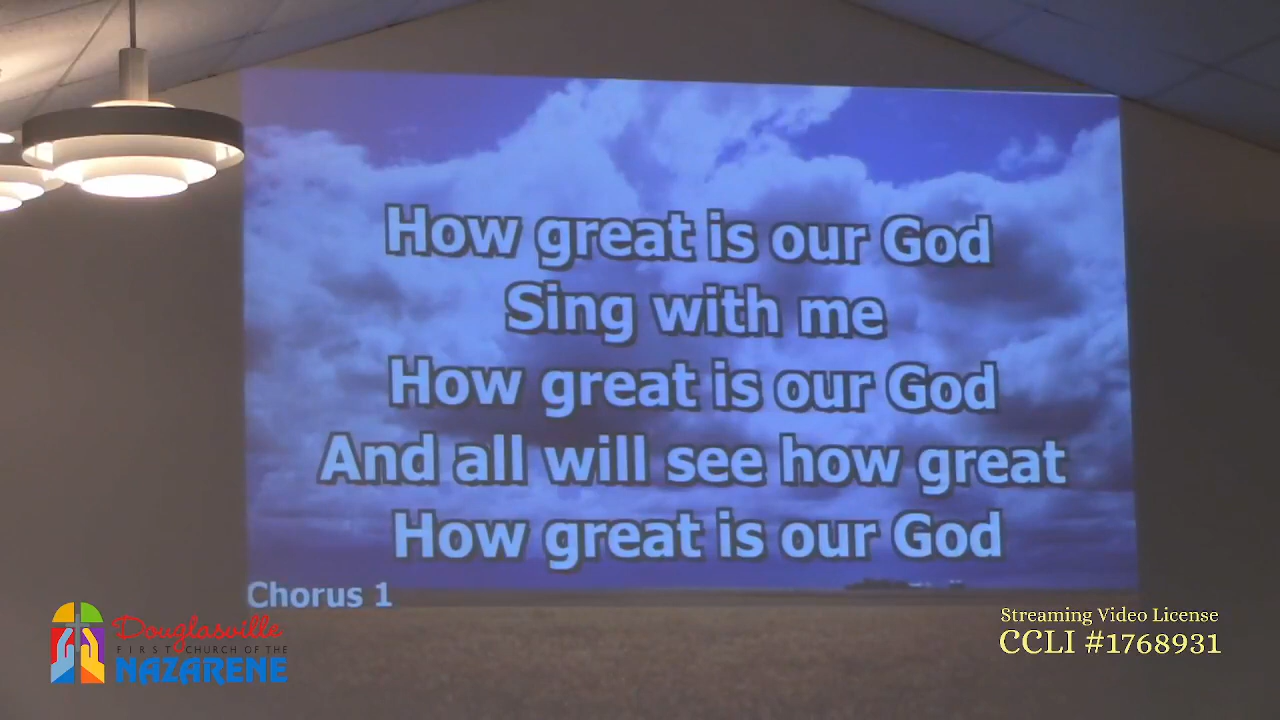 How great is our God
Sing with me
How great is our God
And all will see how great
How great is our God
Chorus 1
Douglasville
FIRST CHURCH OF THE
NAZARENE
Streaming Video License
CCLI #1768931